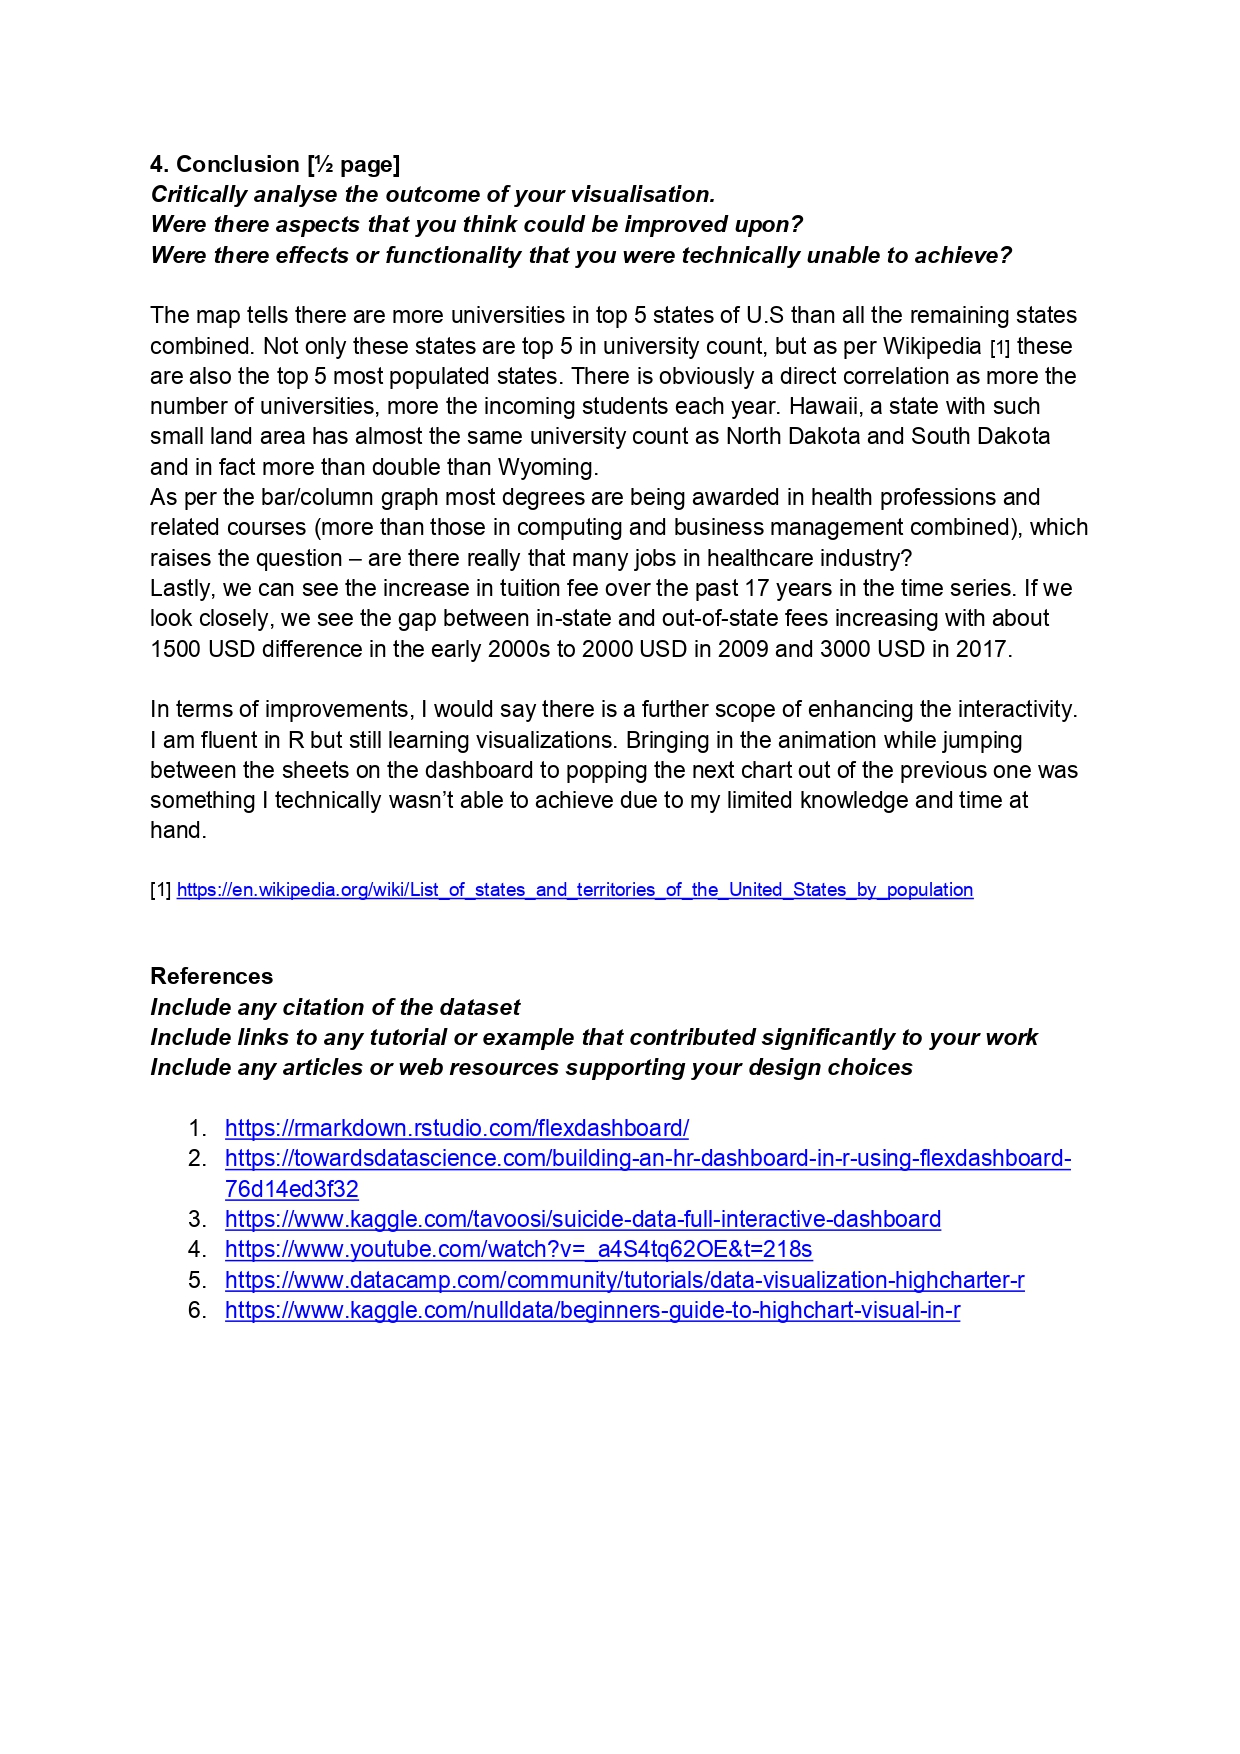 4. Conclusion [½ page]
Critically analyse the outcome of your visualisation.
Were there aspects that you think could be improved upon?
Were there effects or functionality that you were technically unable to achieve?
The map tells there are more universities in top 5 states of U.S than all the remaining states
combined. Not only these states are top 5 in university count, but as per Wikipedia [1] these
are also the top 5 most populated states. There is obviously a direct correlation as more the
number of universities, more the incoming students each year. Hawaii, a state with such
small land area has almost the same university count as North Dakota and South Dakota
and in fact more than double than Wyoming.
As per the bar/column graph most degrees are being awarded in health professions and
related courses (more than those in computing and business management combined), which
raises the question – are there really that many jobs in healthcare industry?
Lastly, we can see the increase in tuition fee over the past 17 years in the time series. If we
look closely, we see the gap between in-state and out-of-state fees increasing with about
1500 USD difference in the early 2000s to 2000 USD in 2009 and 3000 USD in 2017.
In terms of improvements, I would say there is a further scope of enhancing the interactivity.
I am fluent in R but still learning visualizations. Bringing in the animation while jumping
between the sheets on the dashboard to popping the next chart out of the previous one was
something I technically wasn’t able to achieve due to my limited knowledge and time at
hand.
[1] https://en.wikipedia.org/wiki/List_of_states_and_territories_of_the_United_States_by_population
References
Include any citation of the dataset
Include links to any tutorial or example that contributed significantly to your work
Include any articles or web resources supporting your design choices
1. https://rmarkdown.rstudio.com/flexdashboard/
2. https://towardsdatascience.com/building-an-hr-dashboard-in-r-using-flexdashboard-
76d14ed3f32
3. https://www.kaggle.com/tavoosi/suicide-data-full-interactive-dashboard
4. https://www.youtube.com/watch?v=_a4S4tq62OE&t=218s
5. https://www.datacamp.com/community/tutorials/data-visualization-highcharter-r
6. https://www.kaggle.com/nulldata/beginners-guide-to-highchart-visual-in-r